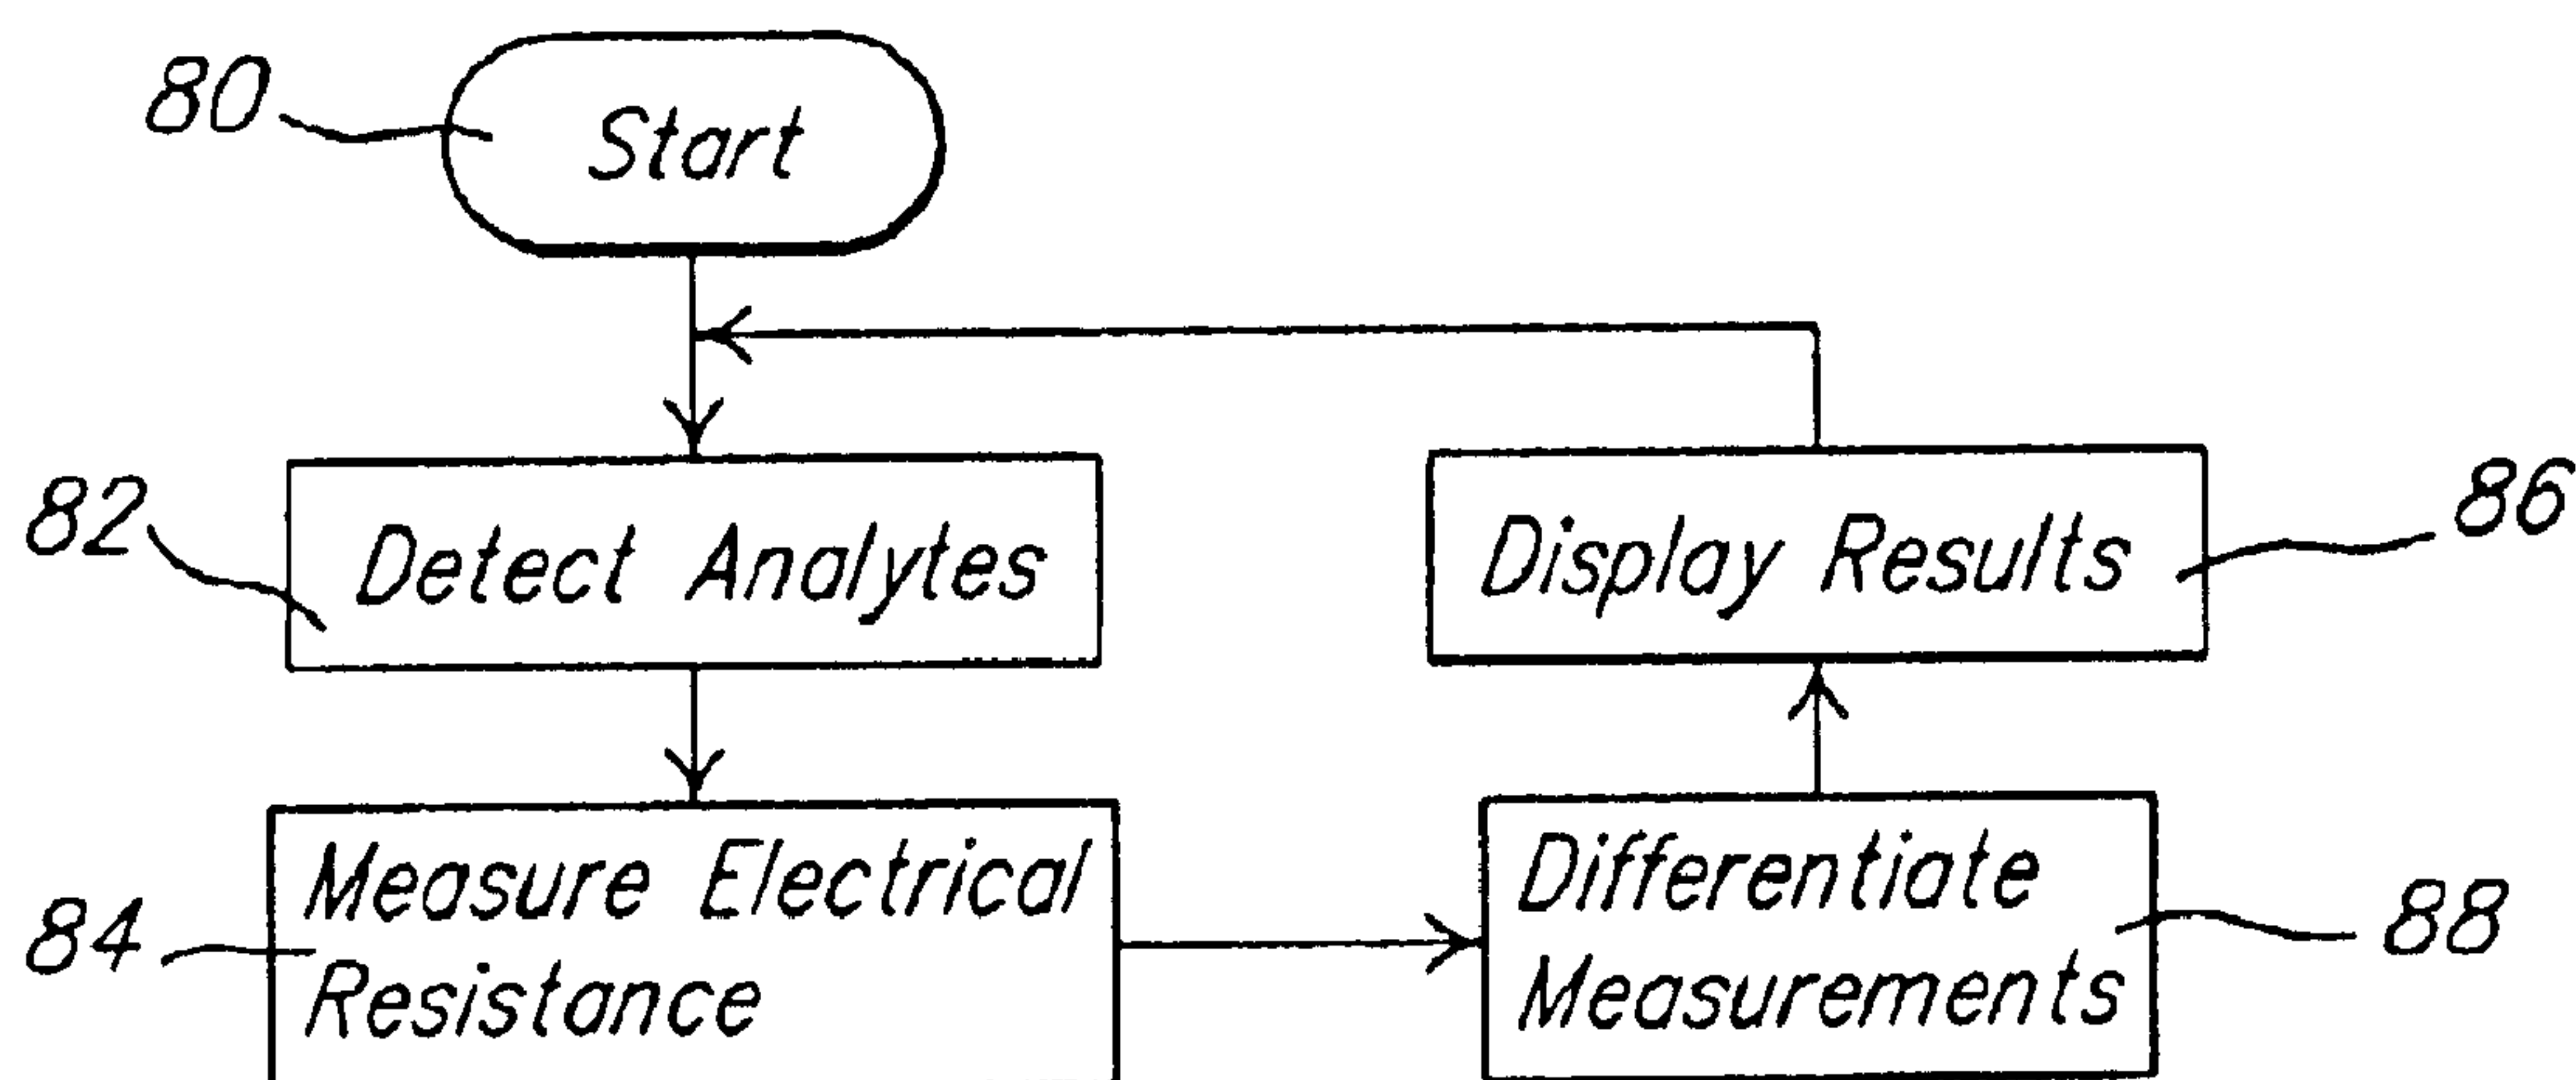 80
Start
82
Detect Analytes
Display Results
86
84
Measure Electrical
Resistance
Differentiate
Measurements
88